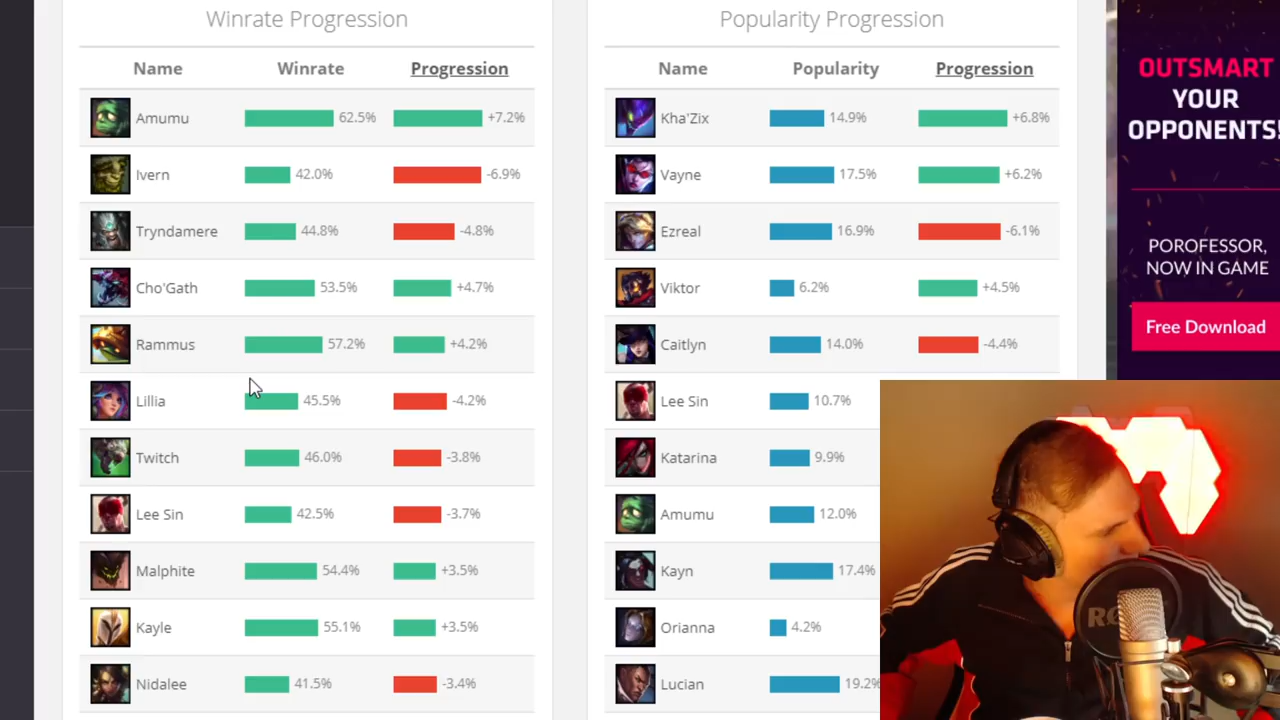 Winrate Progression
Name Winrate Progression
Amumu 62.5% +7.2%
Ivern 42.0% -6.9%
Tryndamere 44.8% -4.8%
Cho'Gath 53.5% +4.7%
Rammus 57.2% +4.2%
Lillia 45.5% -4.2%
Twitch 46.0% -3.8%
Lee Sin 42.5% -3.7%
Malphite 54.4% +3.5%
Kayle 55.1% +3.5%
Nidalee 41.5% -3.4%
Popularity Progression
Name Popularity Progression
Kha'Zix 14.9% +6.8%
Vayne 17.5% +6.2%
Ezreal 16.9% -6.1%
Viktor 6.2% +4.5%
Caitlyn 14.0% -4.4%
Lee Sin 10.7%
Katarina 9.9%
Amumu 12.0%
Kayn 17.4%
Orianna 4.2%
Lucian 19.2%
OUTSMART
YOUR
OPPONENTS!
POROFESSOR,
NOW IN GAME
Free Download